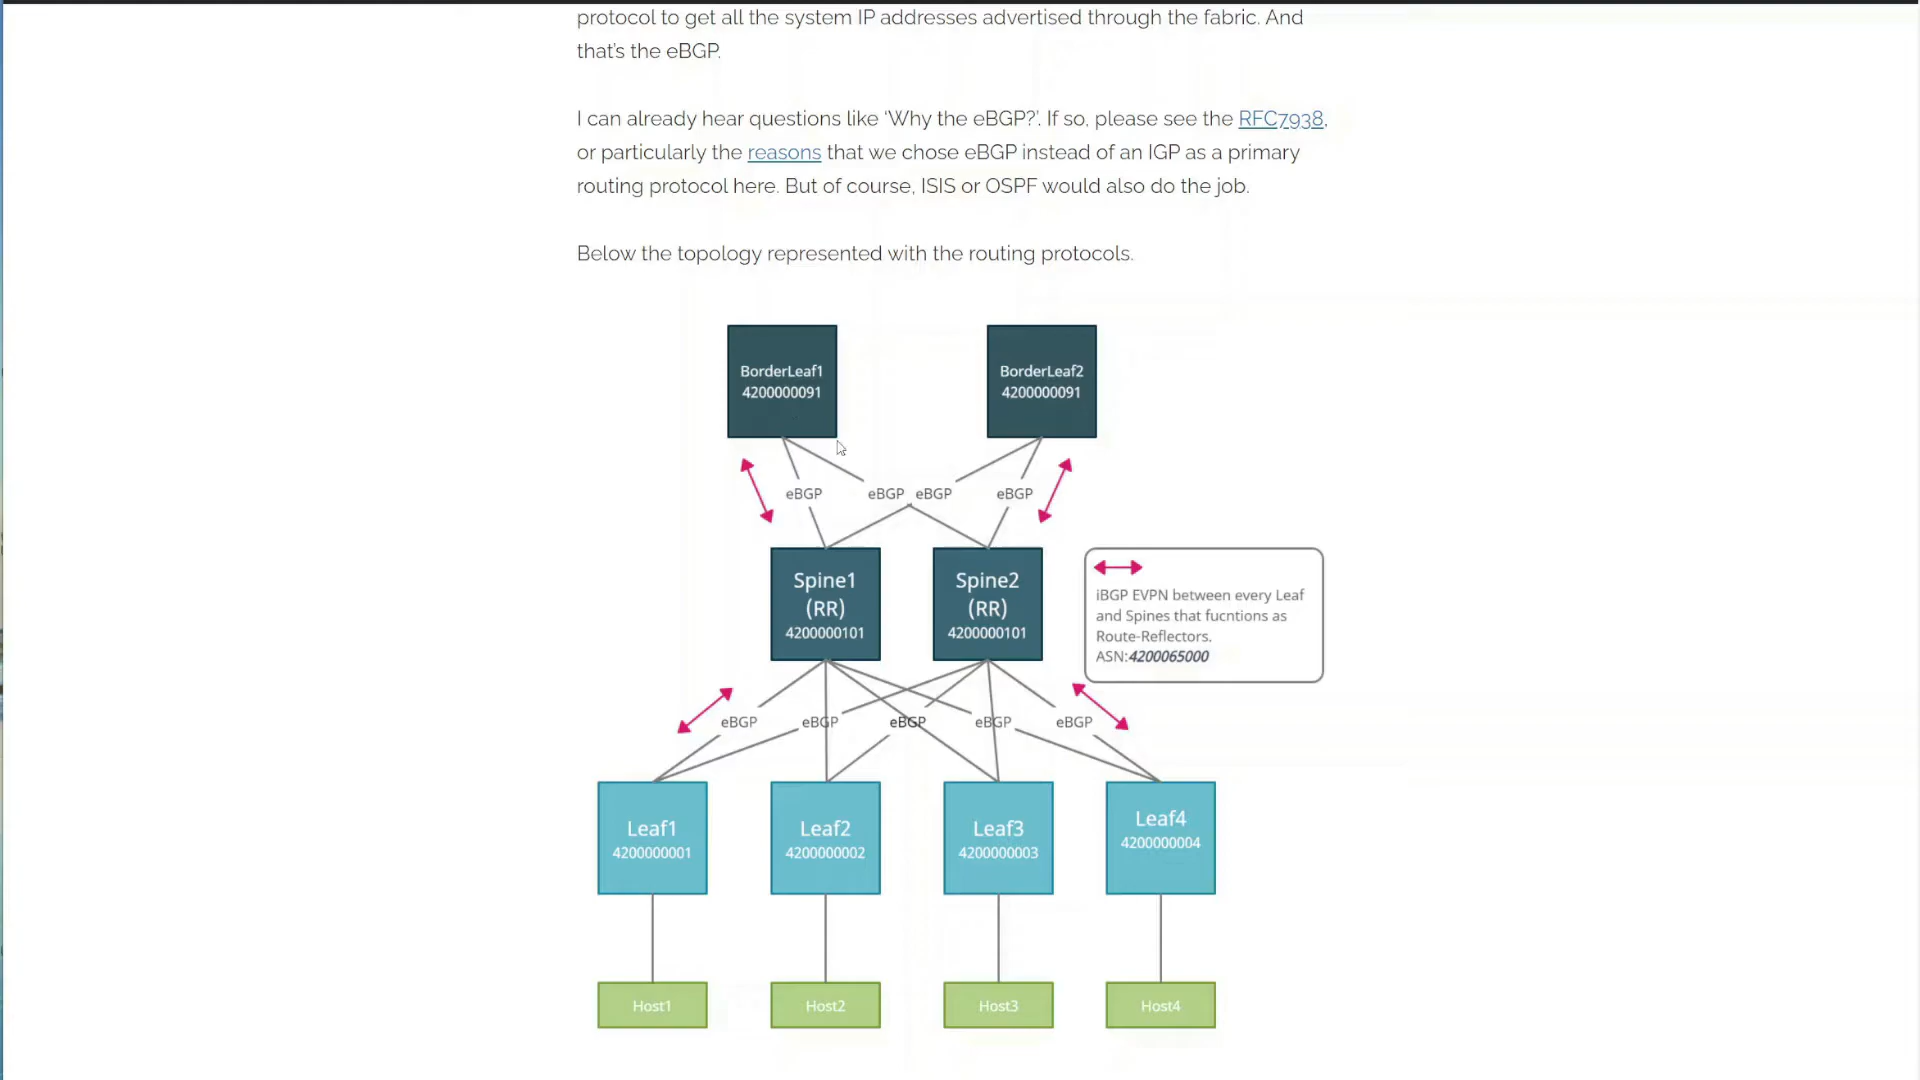 protocol to get all the system IP addresses advertised through the fabric. And
that's the eBGP.
I can already hear questions like 'Why the eBGP?'. If so, please see the RFC7938,
or particularly the reasons that we chose eBGP instead of an IGP as a primary
routing protocol here. But of course, ISIS or OSPF would also do the job.
Below the topology represented with the routing protocols.
BorderLeaf1
4200000091
BorderLeaf2
4200000091
eBGP
eBGP
eBGP
eBGP
Spine1
(RR)
4200000101
Spine2
(RR)
4200000101
iBGP EVPN between every Leaf
and Spines that fucntions as
Route-Reflectors.
ASN:4200065000
eBGP
eBGP
eBGP
eBGP
eBGP
Leaf1
4200000001
Leaf2
4200000002
Leaf3
4200000003
Leaf4
4200000004
Host1
Host2
Host3
Host4